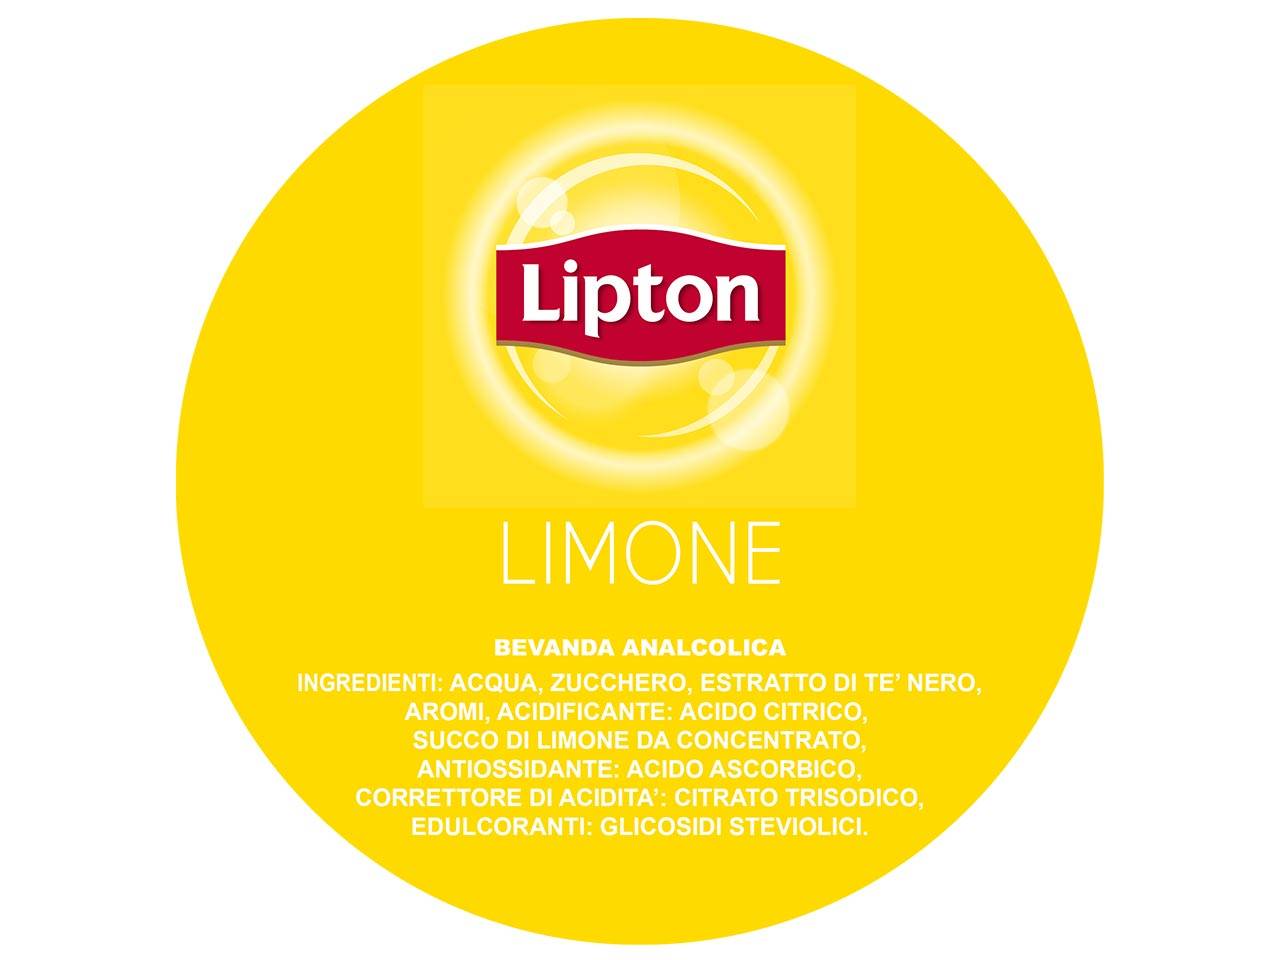 Lipton
LIMONE
BEVANDA ANALCOLICA
INGREDIENTI: ACQUA, ZUCCHERO, ESTRATTO DI TE’ NERO,
AROMI, ACIDIFICANTE: ACIDO CITRICO,
SUCCO DI LIMONE DA CONCENTRATO,
ANTIOSSIDANTE: ACIDO ASCORBICO,
CORRETTORE DI ACIDITA’: CITRATO TRISODICO,
EDULCORANTI: GLICOSIDI STEVIOLICI.